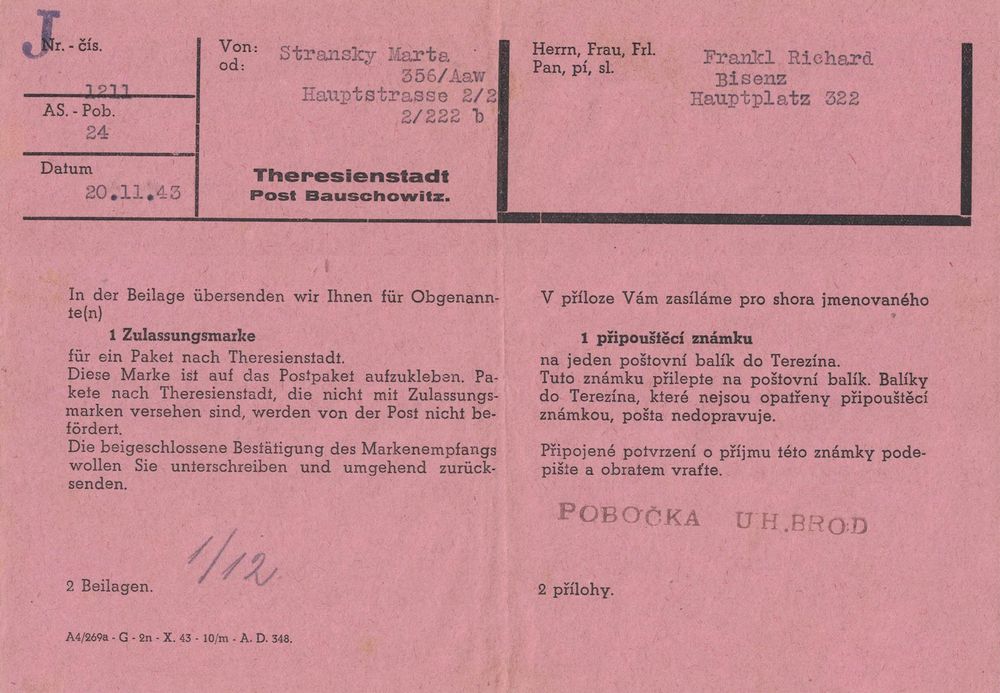 J
Nr. - čís.
1211
AS. - Pob.
24
Datum
20.11.43
Von:
od:
Stransky Marta
356/Aaw
Hauptstrasse 2/2
2/222 b
Theresienstadt
Post Bauschowitz.
Herrn, Frau, Frl.
Pan, pí, sl.
Frankl Richard
Bisenz
Hauptplatz 322
In der Beilage übersenden wir Ihnen für Obgenann-
te(n)
1 Zulassungsmarke
für ein Paket nach Theresienstadt.
Diese Marke ist auf das Postpaket aufzukleben. Pa-
kete nach Theresienstadt, die nicht mit Zulassungs-
marken versehen sind, werden von der Post nicht be-
fördert.
Die beigeschlossene Bestätigung des Markenempfangs
wollen Sie unterschreiben und umgehend zurück-
senden.
1/12
2 Beilagen.
A4/269a - G - 2n - X. 43 - 10/m - A. D. 348.
V příloze Vám zasíláme pro shora jmenovaného
1 připouštěcí známku
na jeden poštovní balík do Terezína.
Tuto známku přilepte na poštovní balík. Balíky
do Terezína, které nejsou opatřeny připouštěcí
známkou, pošta nedopravuje.
Připojené potvrzení o příjmu této známky pode-
pište a obratem vraťte.
POBOČKA UH.BROD
2 přílohy.